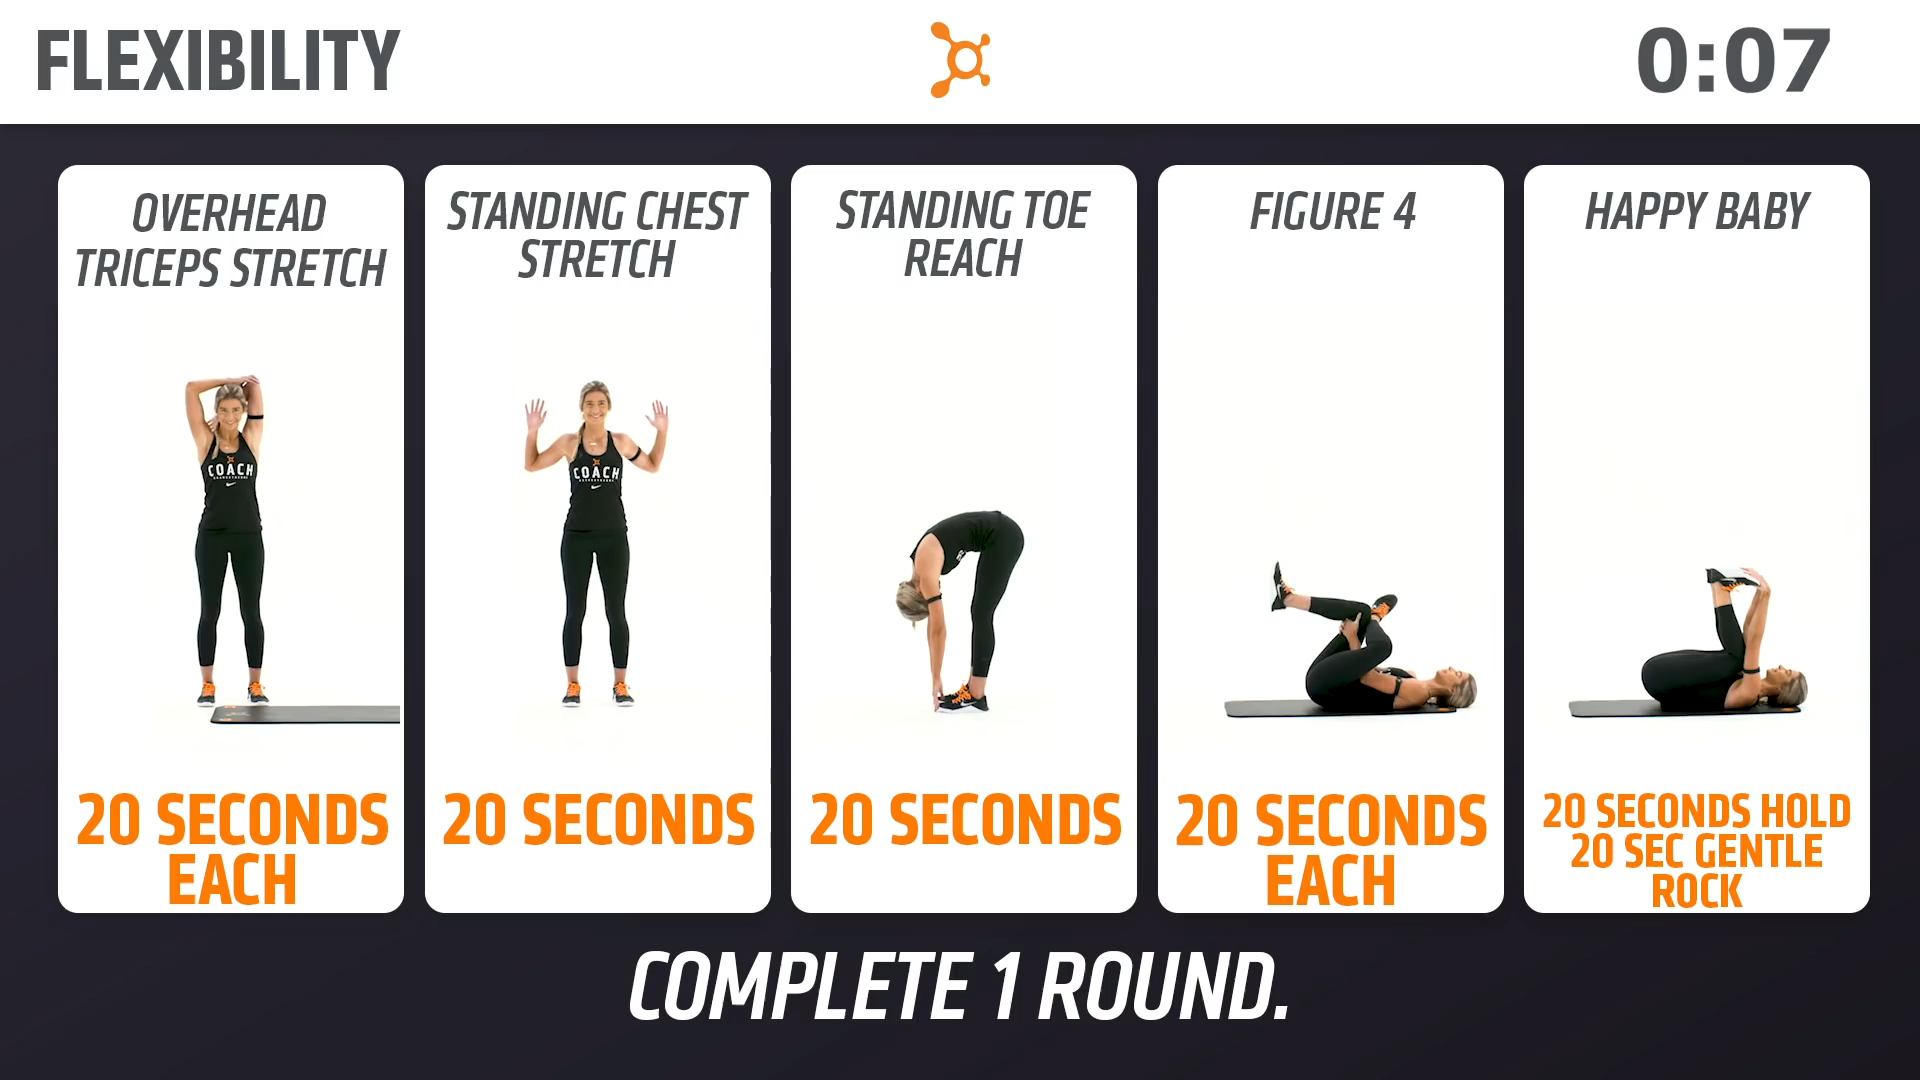 FLEXIBILITY
0:07
OVERHEAD
TRICEPS STRETCH
COACH
20 SECONDS
EACH
STANDING CHEST
STRETCH
COACH
20 SECONDS
STANDING TOE
REACH
20 SECONDS
FIGURE 4
20 SECONDS
EACH
HAPPY BABY
20 SECONDS HOLD
20 SEC GENTLE
ROCK
COMPLETE 1 ROUND.